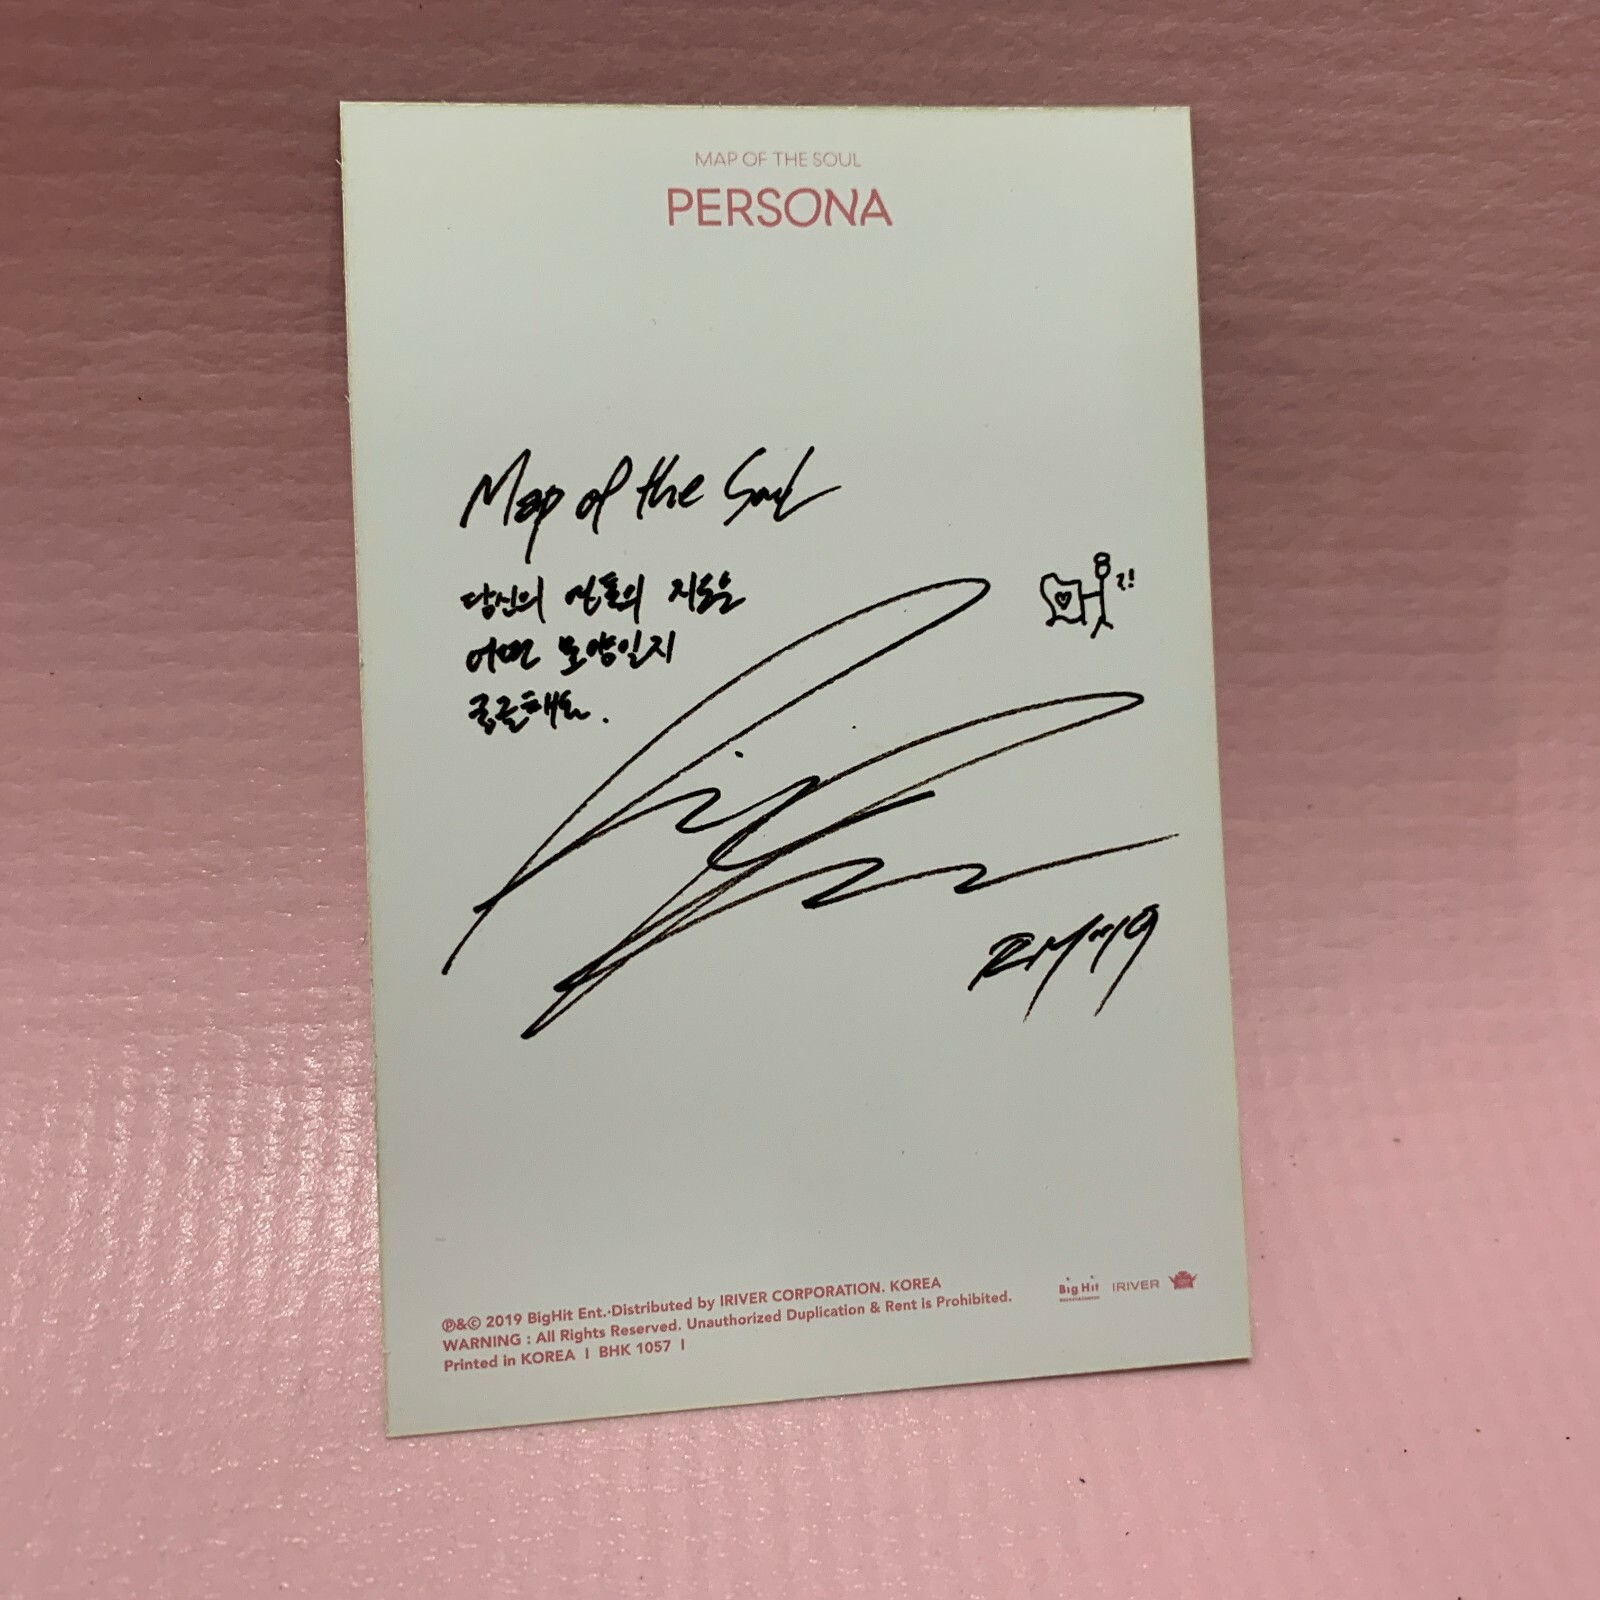 MAP OF THE SOUL
PERSONA
Map of the Soul
당신의 영혼의 지도는
어떤 모양일지
궁금해요.
?!
RM
℗&© 2019 BigHit Ent.·Distributed by IRIVER CORPORATION. KOREA
WARNING : All Rights Reserved. Unauthorized Duplication & Rent is Prohibited.
Printed in KOREA I BHK 1057 I
Big Hit
IRIVER